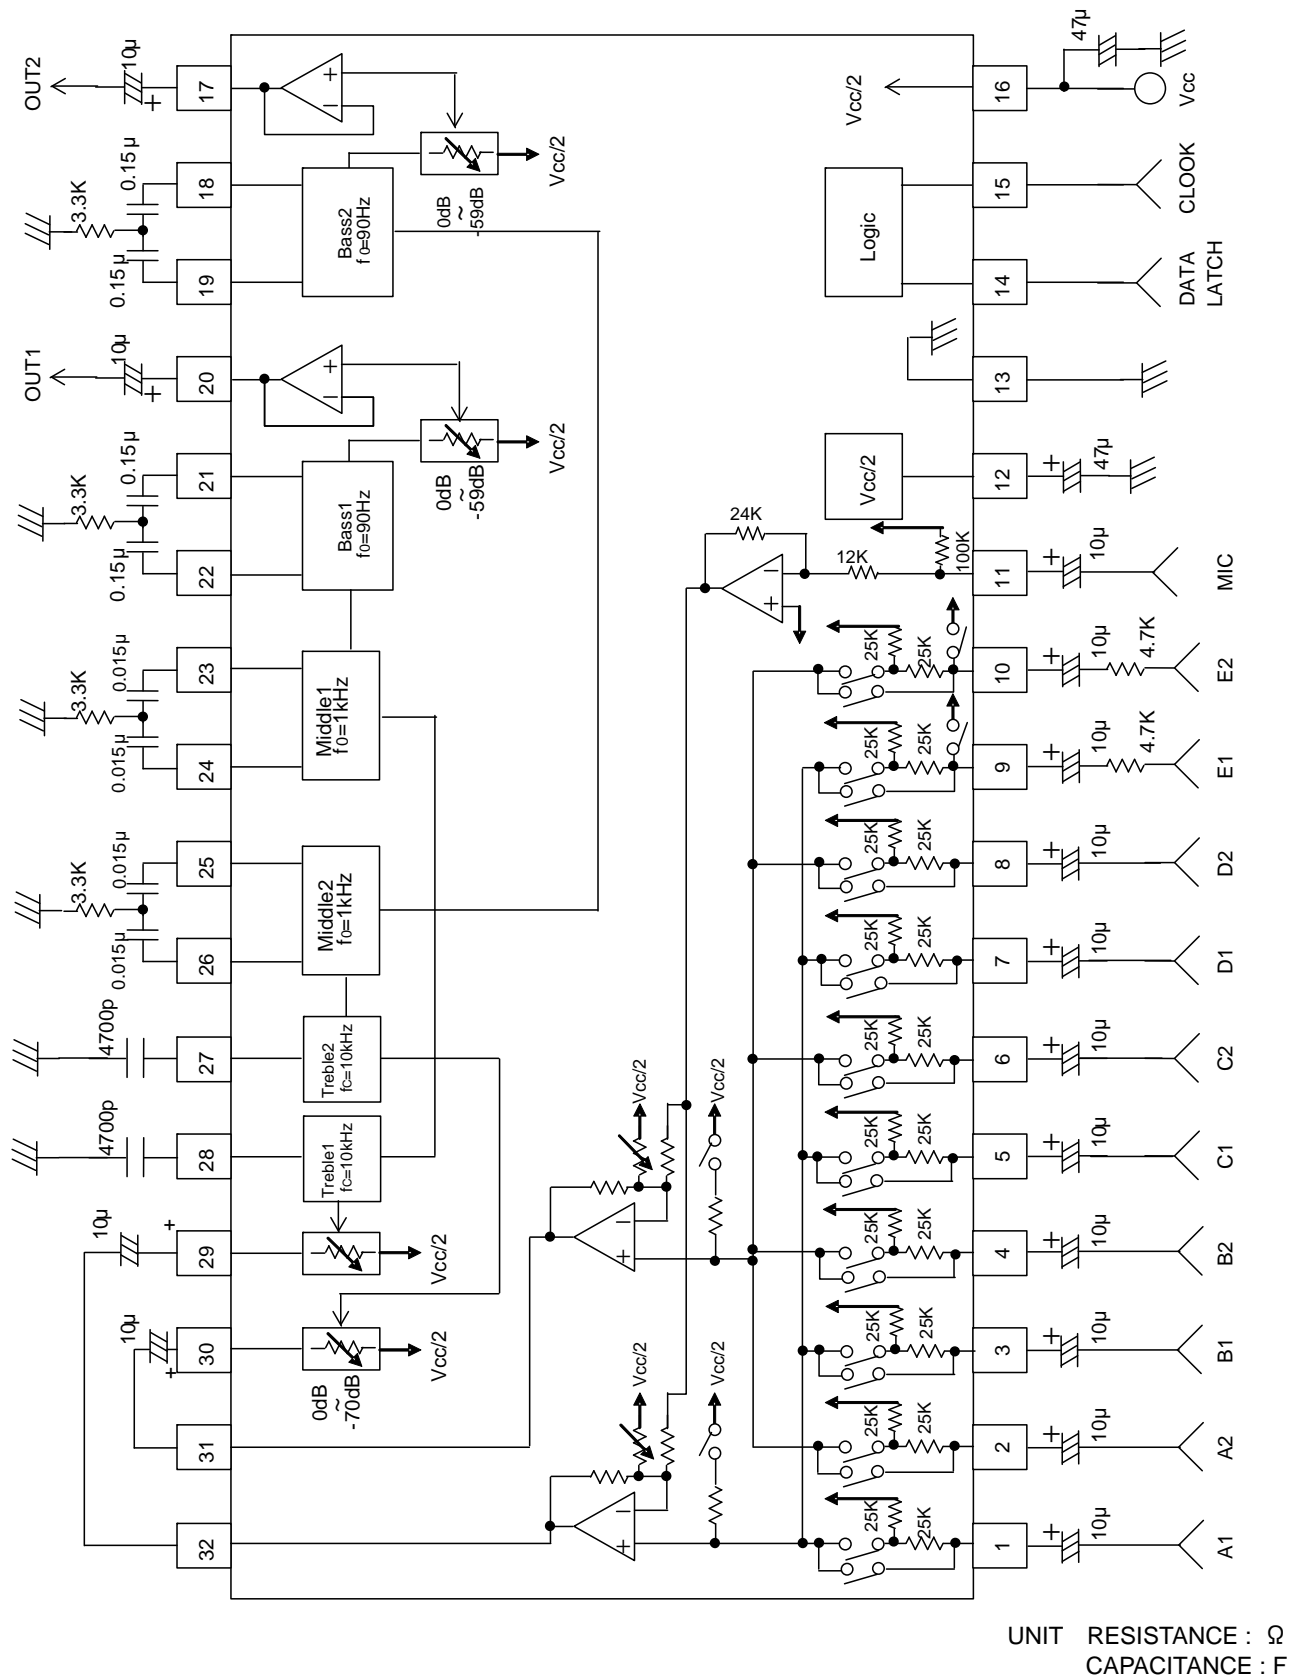 OUT2
10μ
+
17
+
−
0.15μ
18
3.3K
0.15μ
19
Bass2
f0=90Hz
Vcc/2
0dB
~
-59dB
OUT1
10μ
+
20
+
−
0.15μ
21
3.3K
0.15μ
22
Bass1
f0=90Hz
Vcc/2
0dB
~
-59dB
0.015μ
23
3.3K
0.015μ
24
Middle1
f0=1kHz
0.015μ
25
3.3K
0.015μ
26
Middle2
f0=1kHz
4700p
27
Treble2
fc=10kHz
4700p
28
Treble1
fc=10kHz
10μ
+
29
Vcc/2
10μ
+
30
Vcc/2
0dB
~
-70dB
31
32
Vcc/2
Vcc/2
−
+
Vcc/2
Vcc/2
−
+
24K
12K
100K
−
+
Vcc/2
16
47μ
Vcc
Logic
15
CLOOK
14
DATA
LATCH
13
Vcc/2
12
+
47μ
11
+
10μ
MIC
25K
25K
10
+
10μ
4.7K
E2
25K
25K
9
+
10μ
4.7K
E1
25K
25K
8
+
10μ
D2
25K
25K
7
+
10μ
D1
25K
25K
6
+
10μ
C2
25K
25K
5
+
10μ
C1
25K
25K
4
+
10μ
B2
25K
25K
3
+
10μ
B1
25K
25K
2
+
10μ
A2
25K
25K
1
+
10μ
A1
UNIT RESISTANCE : Ω
CAPACITANCE : F